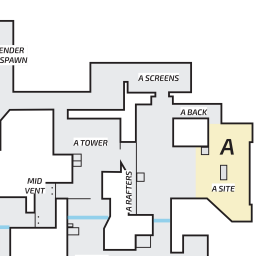 ENDER
SPAWN
A SCREENS
A BACK
A TOWER
A
MID
VENT
A RAFTERS
A SITE